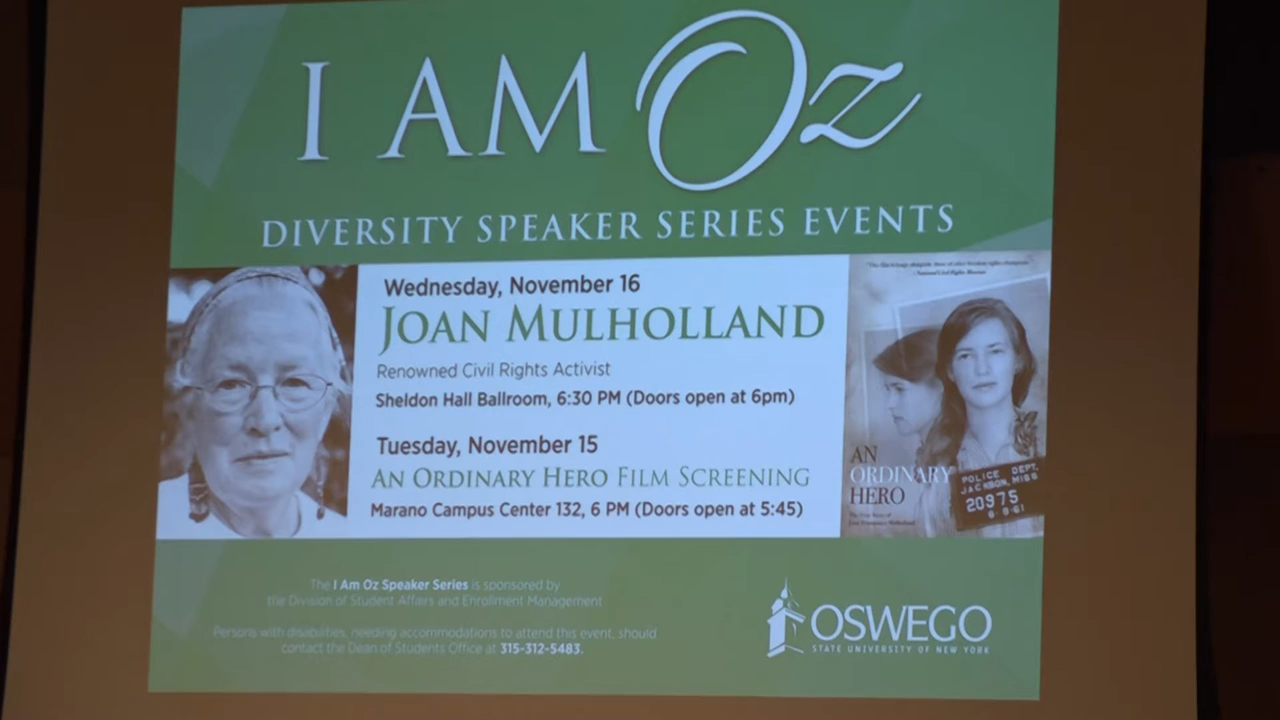 I AM Oz
DIVERSITY SPEAKER SERIES EVENTS
Wednesday, November 16
JOAN MULHOLLAND
Renowned Civil Rights Activist
Sheldon Hall Ballroom, 6:30 PM (Doors open at 6pm)
Tuesday, November 15
AN ORDINARY HERO FILM SCREENING
Marano Campus Center 132, 6 PM (Doors open at 5:45)
AN
ORDINARY
HERO
POLICE DEPT.
JACKSON, MISS
20975
6-9-61
The I Am Oz Speaker Series is sponsored by
the Division of Student Affairs and Enrollment Management
Persons with disabilities, needing accommodations to attend this event, should
contact the Dean of Students Office at 315-312-5483.
OSWEGO
STATE UNIVERSITY OF NEW YORK